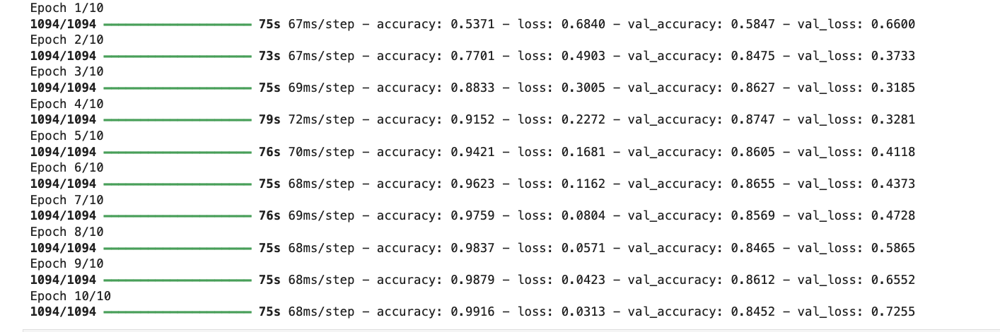 Epoch 1/10
1094/1094 75s 67ms/step - accuracy: 0.5371 - loss: 0.6840 - val_accuracy: 0.5847 - val_loss: 0.6600
Epoch 2/10
1094/1094 73s 67ms/step - accuracy: 0.7701 - loss: 0.4903 - val_accuracy: 0.8475 - val_loss: 0.3733
Epoch 3/10
1094/1094 75s 69ms/step - accuracy: 0.8833 - loss: 0.3005 - val_accuracy: 0.8627 - val_loss: 0.3185
Epoch 4/10
1094/1094 79s 72ms/step - accuracy: 0.9152 - loss: 0.2272 - val_accuracy: 0.8747 - val_loss: 0.3281
Epoch 5/10
1094/1094 76s 70ms/step - accuracy: 0.9421 - loss: 0.1681 - val_accuracy: 0.8605 - val_loss: 0.4118
Epoch 6/10
1094/1094 75s 68ms/step - accuracy: 0.9623 - loss: 0.1162 - val_accuracy: 0.8655 - val_loss: 0.4373
Epoch 7/10
1094/1094 76s 69ms/step - accuracy: 0.9759 - loss: 0.0804 - val_accuracy: 0.8569 - val_loss: 0.4728
Epoch 8/10
1094/1094 75s 68ms/step - accuracy: 0.9837 - loss: 0.0571 - val_accuracy: 0.8465 - val_loss: 0.5865
Epoch 9/10
1094/1094 75s 68ms/step - accuracy: 0.9879 - loss: 0.0423 - val_accuracy: 0.8612 - val_loss: 0.6552
Epoch 10/10
1094/1094 75s 68ms/step - accuracy: 0.9916 - loss: 0.0313 - val_accuracy: 0.8452 - val_loss: 0.7255